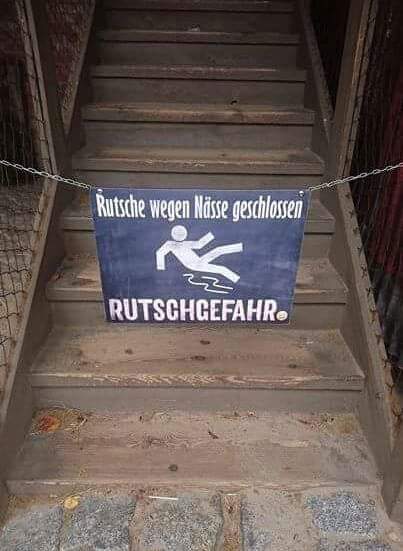 Rutsche wegen Nässe geschlossen
RUTSCHGEFAHR.